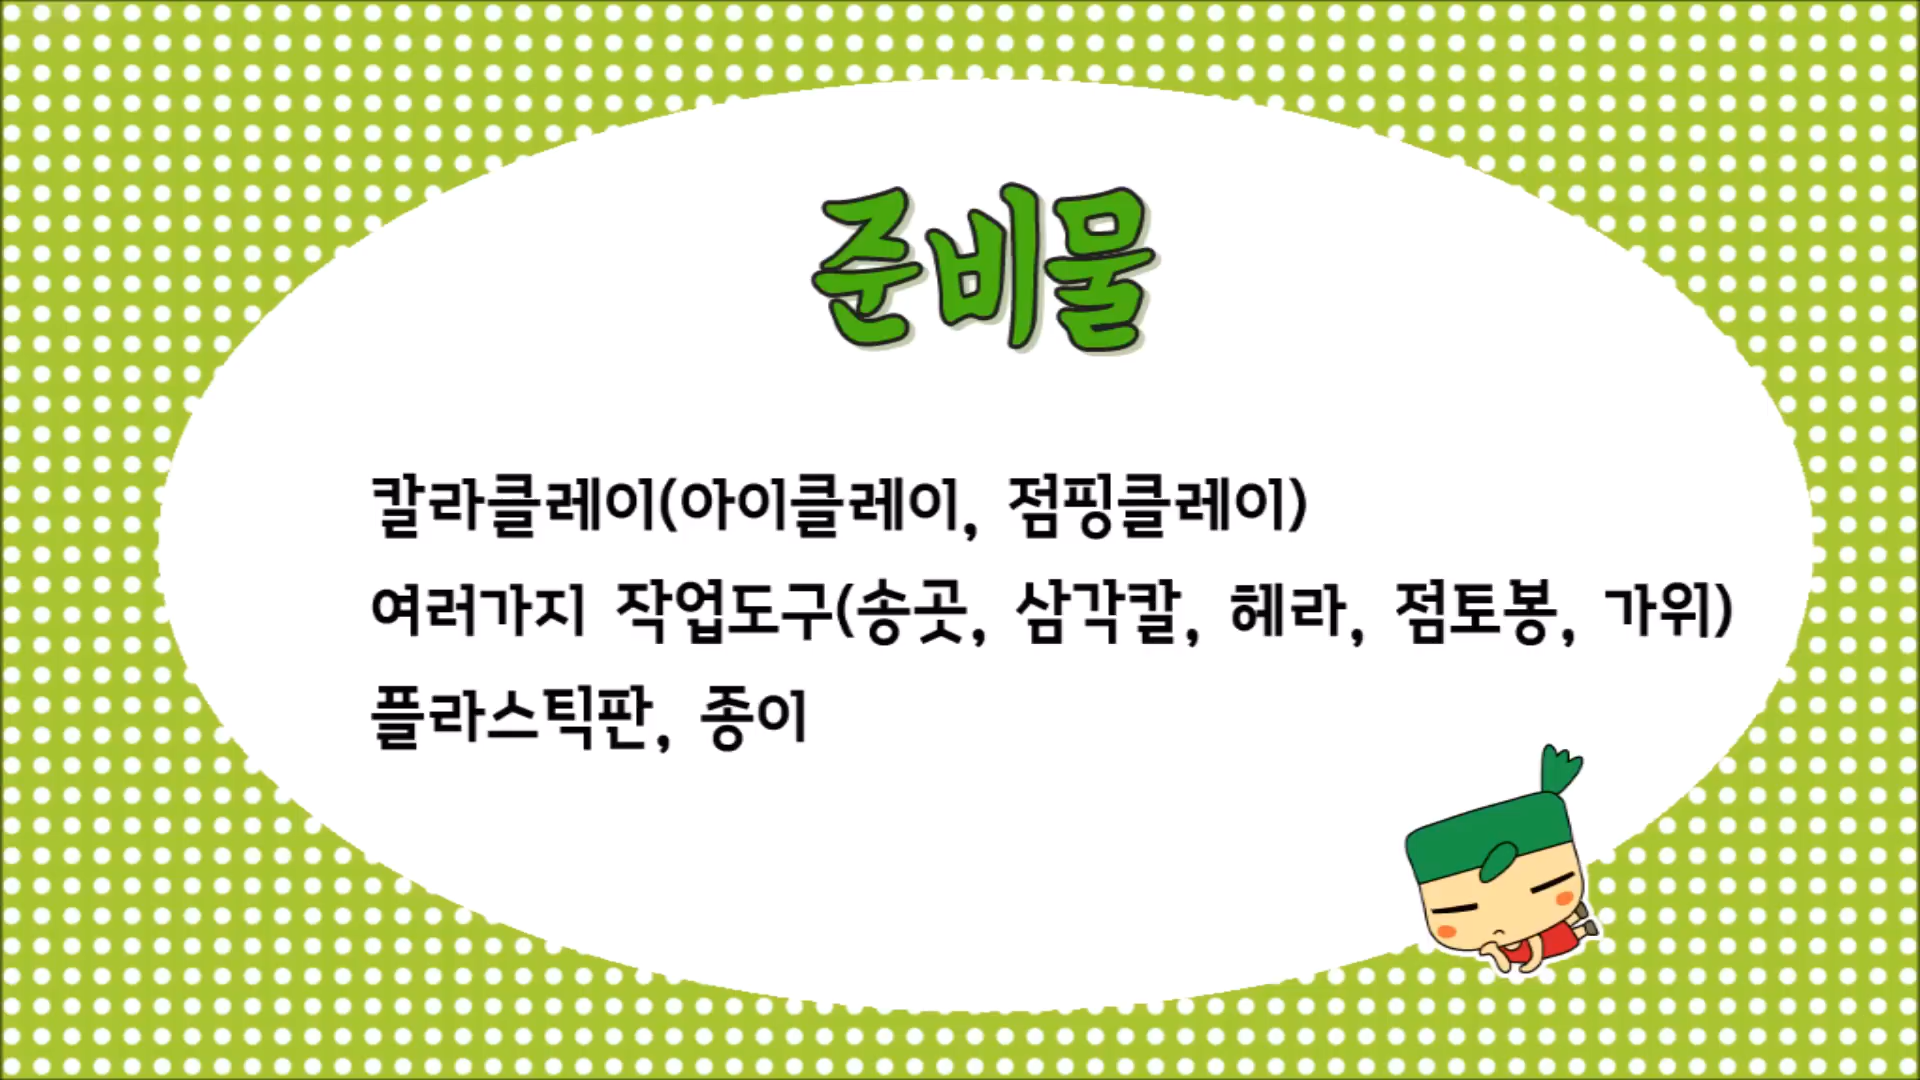 준비물
칼라클레이(아이클레이, 점핑클레이)
여러가지 작업도구(송곳, 삼각칼, 헤라, 점토봉, 가위)
플라스틱판, 종이